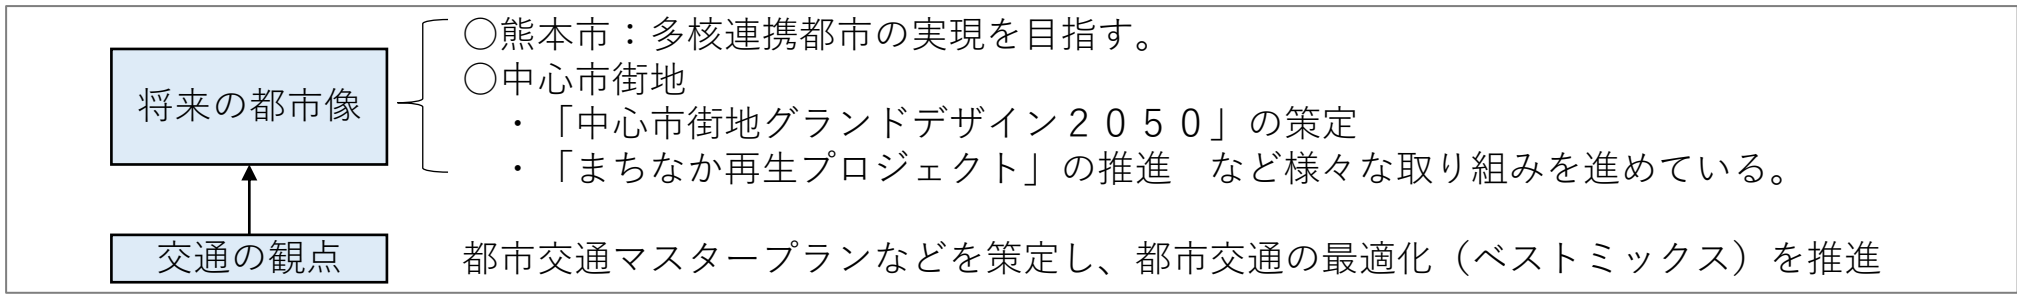 ○熊本市：多核連携都市の実現を目指す。
○中心市街地
将来の都市像
・「中心市街地グランドデザイン２０５０」の策定
・「まちなか再生プロジェクト」の推進　など様々な取り組みを進めている。
交通の観点
都市交通マスタープランなどを策定し、都市交通の最適化（ベストミックス）を推進